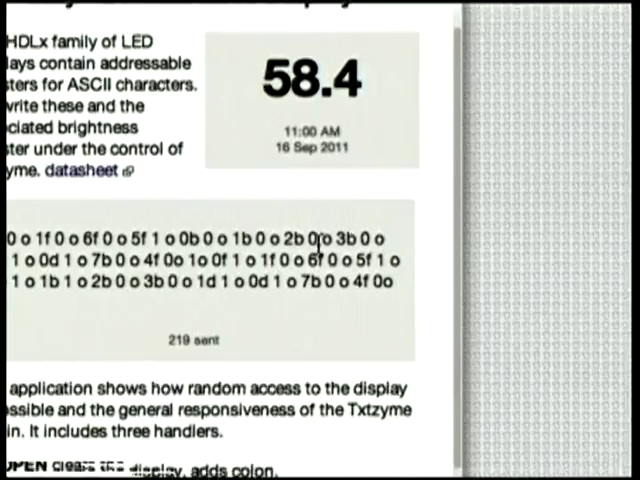 HDLx family of LED
lays contain addressable
sters for ASCII characters.
write these and the
ciated brightness
ster under the control of
yme. datasheet
58.4
11:00 AM
16 Sep 2011
0 o 1f 0 o 6f 0 o 5f 1 o 0b 0 o 1b 0 o 2b 0 o 3b 0 o
1 o 0d 1 o 7b 0 o 4f 0o 1o 0f 1 o 1f 0 o 6f 0 o 5f 1 o
1 o 1b 1 o 2b 0 o 3b 0 o 1d 1 o 0d 1 o 7b 0 o 4f 0o
219 sent
application shows how random access to the display
ossible and the general responsiveness of the Txtzyme
in. It includes three handlers.
OPEN display, adds colon.